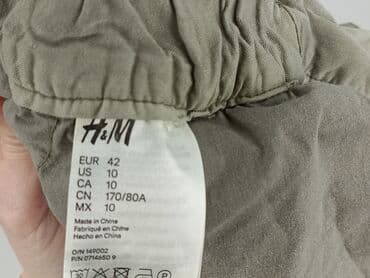 H&M
EUR 42
US 10
CA 10
CN 170/80A
MX 10
Made in China
Fabriqué en Chine
Hecho en China
O/N 149002
P/N 0714650 9